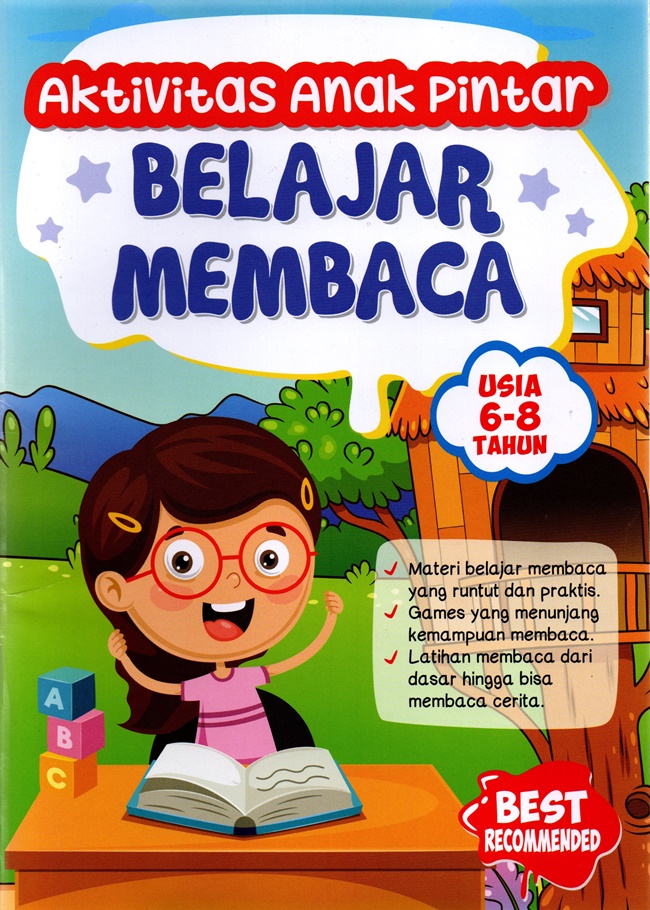 Aktivitas Anak Pintar
BELAJAR
MEMBACA
USIA
6-8
TAHUN
✓ Materi belajar membaca
yang runtut dan praktis.
✓ Games yang menunjang
kemampuan membaca.
✓ Latihan membaca dari
dasar hingga bisa
membaca cerita.
A
B
C
BEST
RECOMMENDED